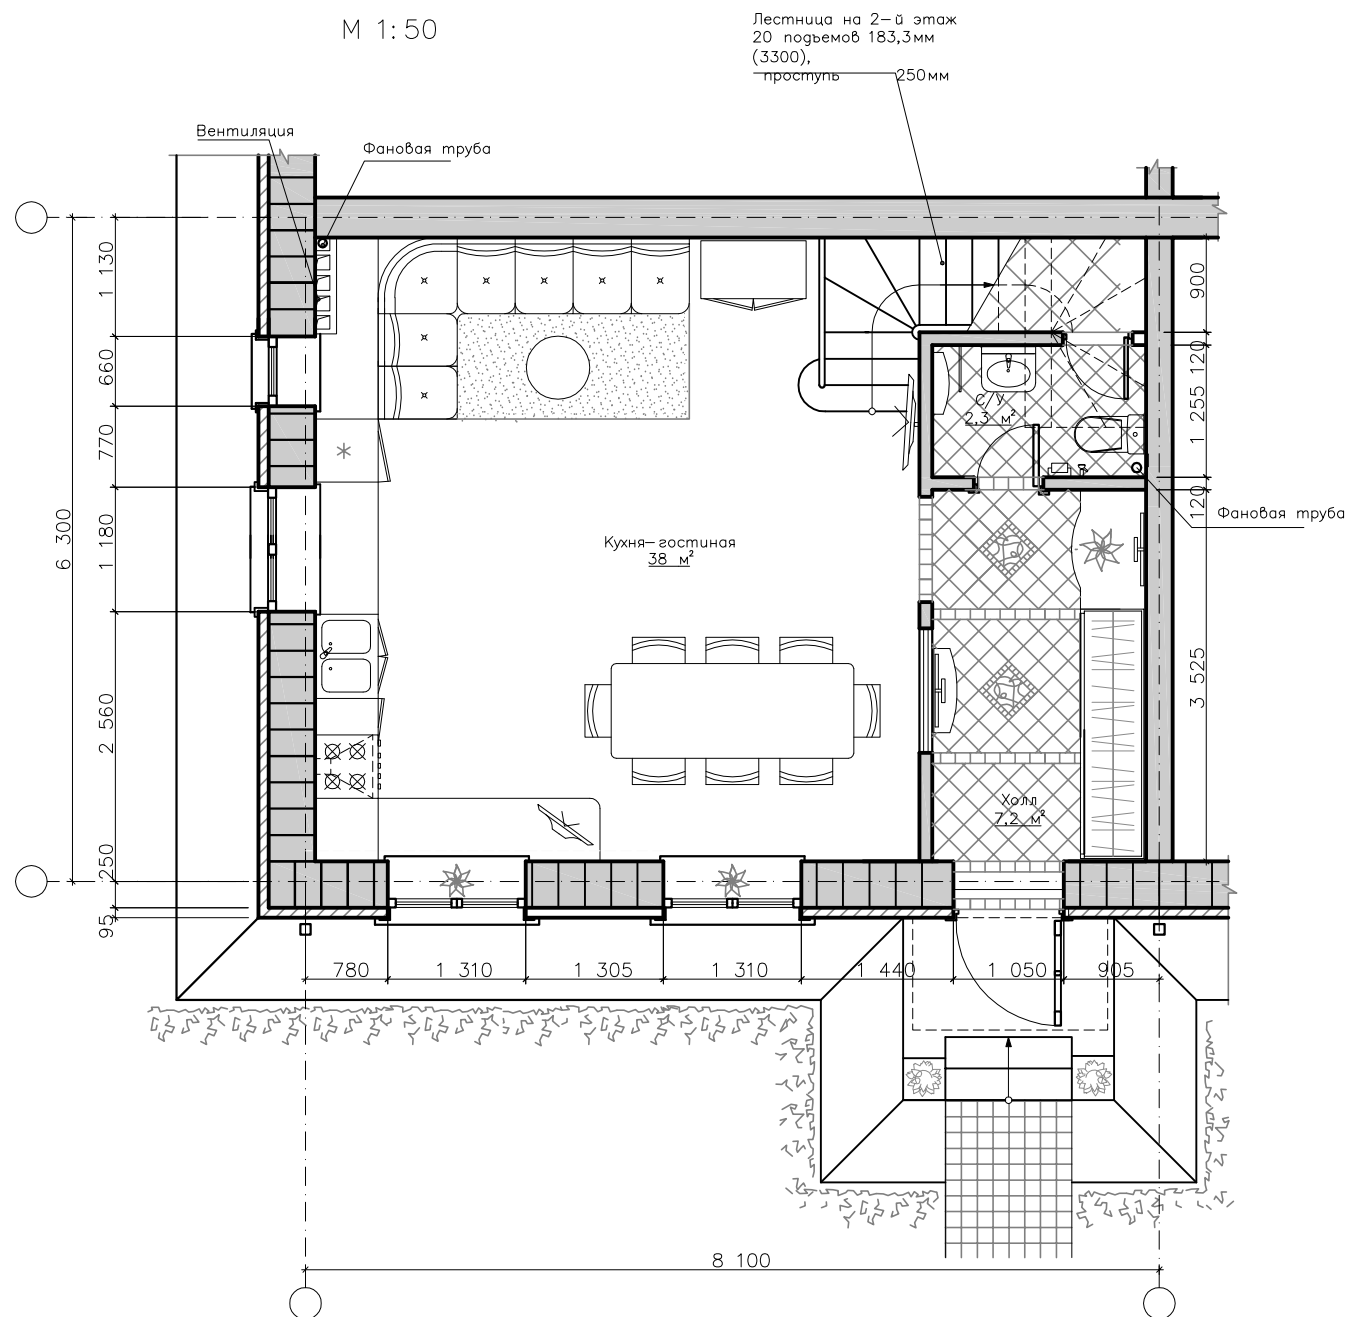 М 1:50
Лестница на 2-й этаж
20 подъемов 183,3мм
(3300),
проступь 250мм
Вентиляция
Фановая труба
1 130
660
770
1 180
2 560
250
95
6 300
900
120
1 255
120
3 525
С/У
2,3 м²
Фановая труба
Кухня-гостиная
38 м²
Холл
7,2 м²
780
1 310
1 305
1 310
1 440
1 050
905
8 100